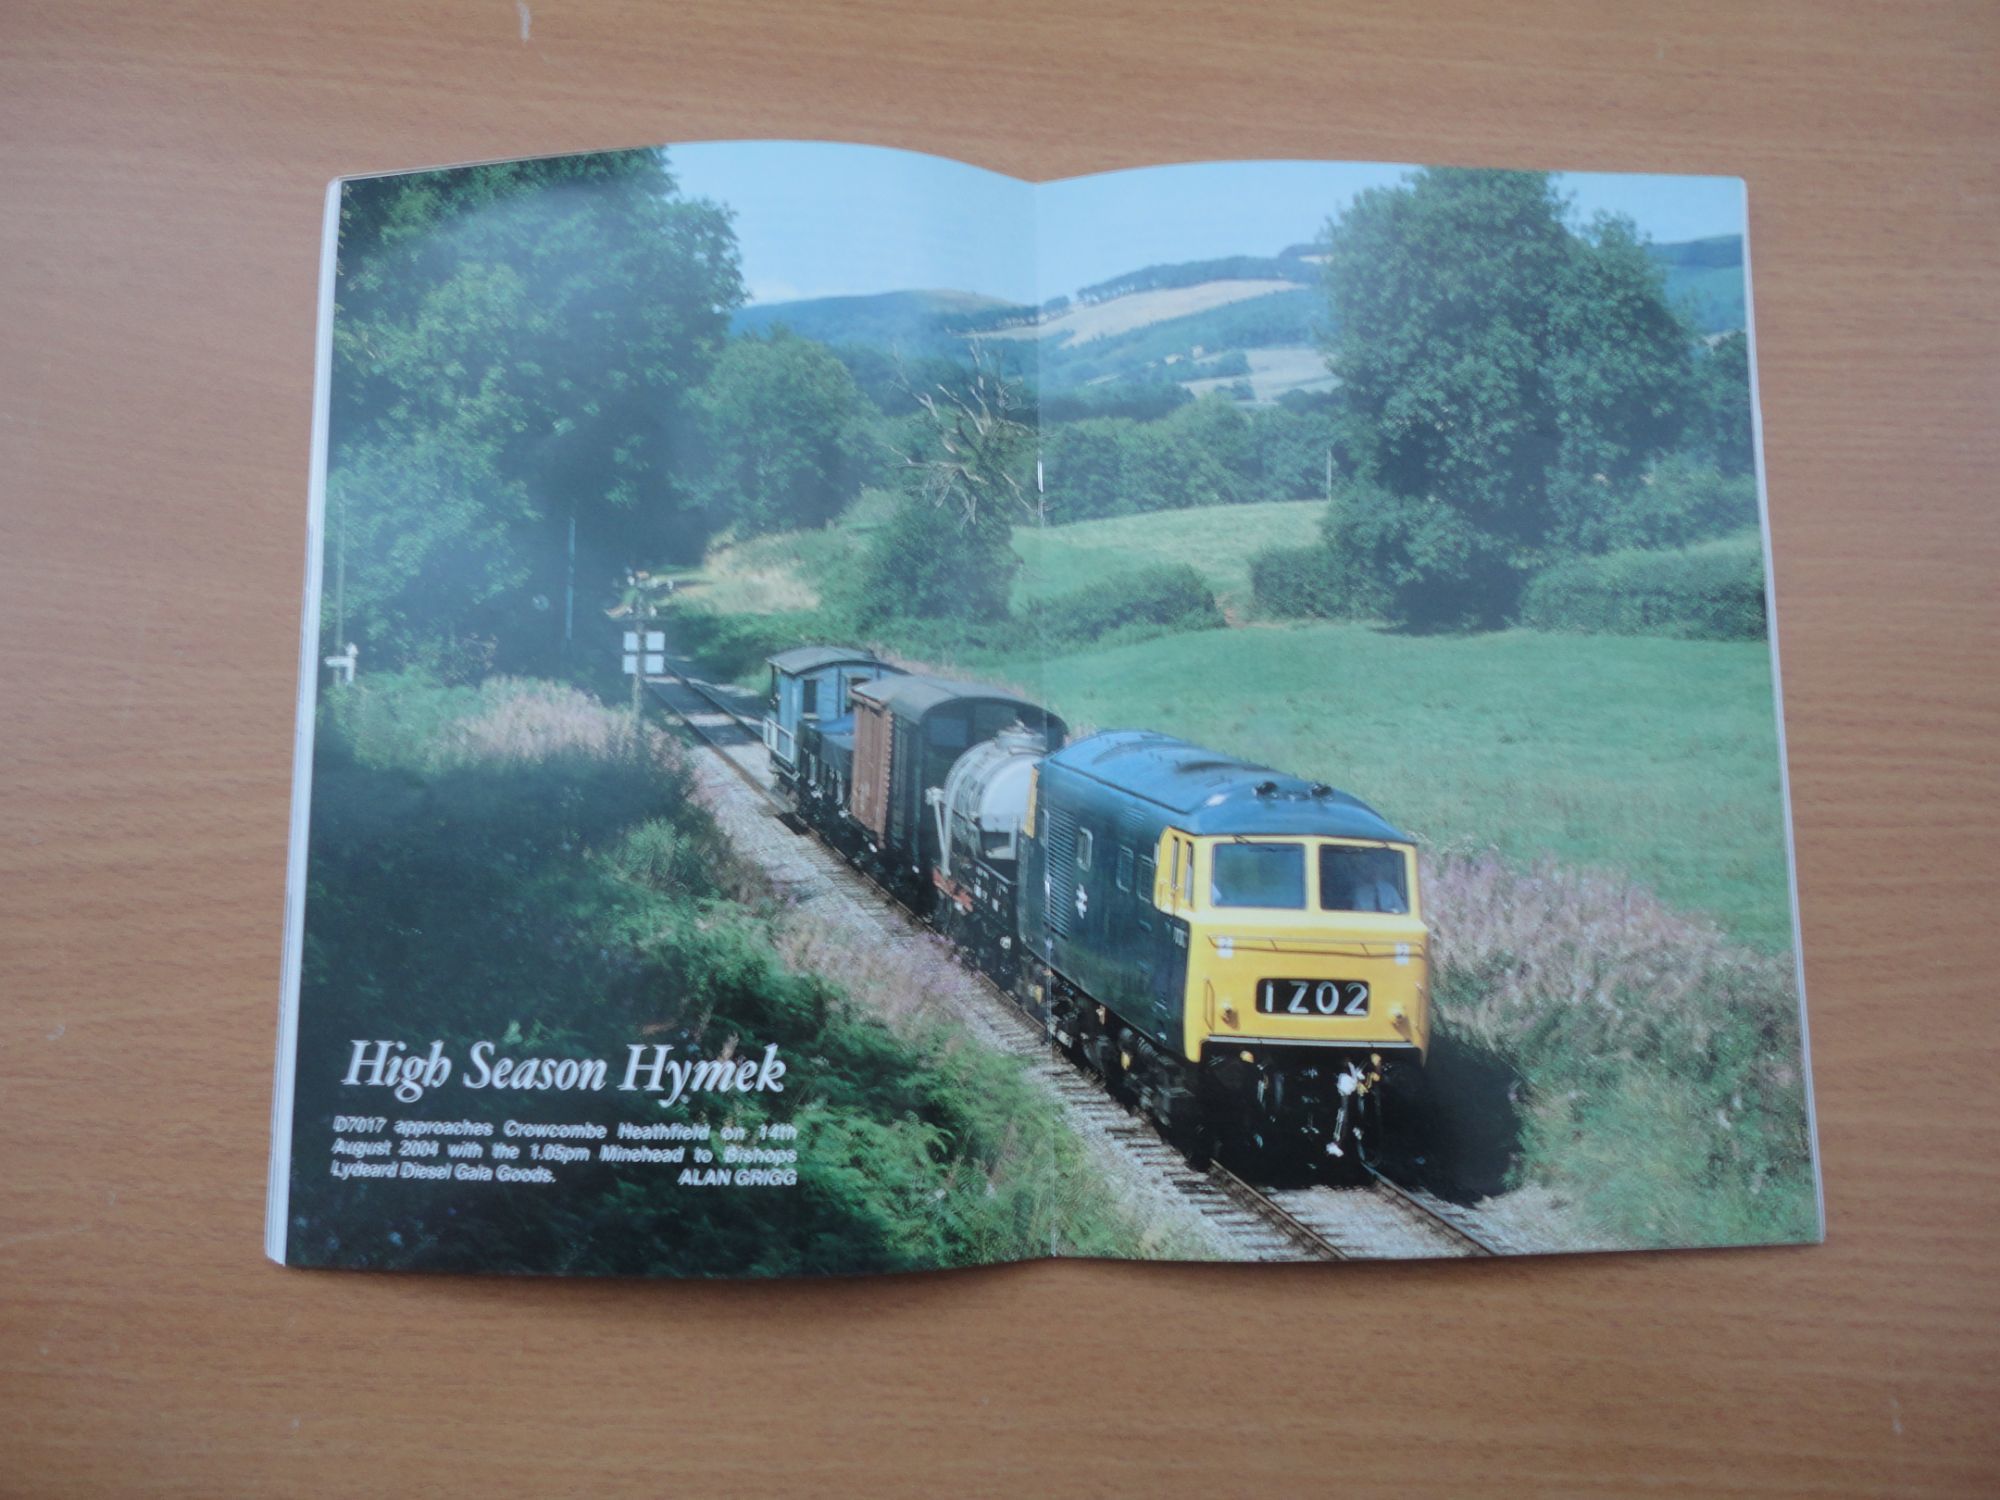 High Season Hymek
D7017 approaches Crowcombe Heathfield on 14th
August 2004 with the 1.05pm Minehead to Bishops
Lydeard Diesel Gala Goods. ALAN GRIGG
1Z02